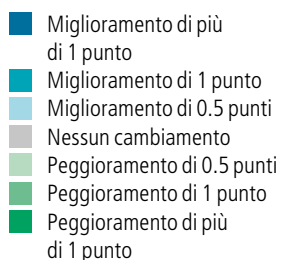 Miglioramento di più
di 1 punto
Miglioramento di 1 punto
Miglioramento di 0.5 punti
Nessun cambiamento
Peggioramento di 0.5 punti
Peggioramento di 1 punto
Peggioramento di più
di 1 punto